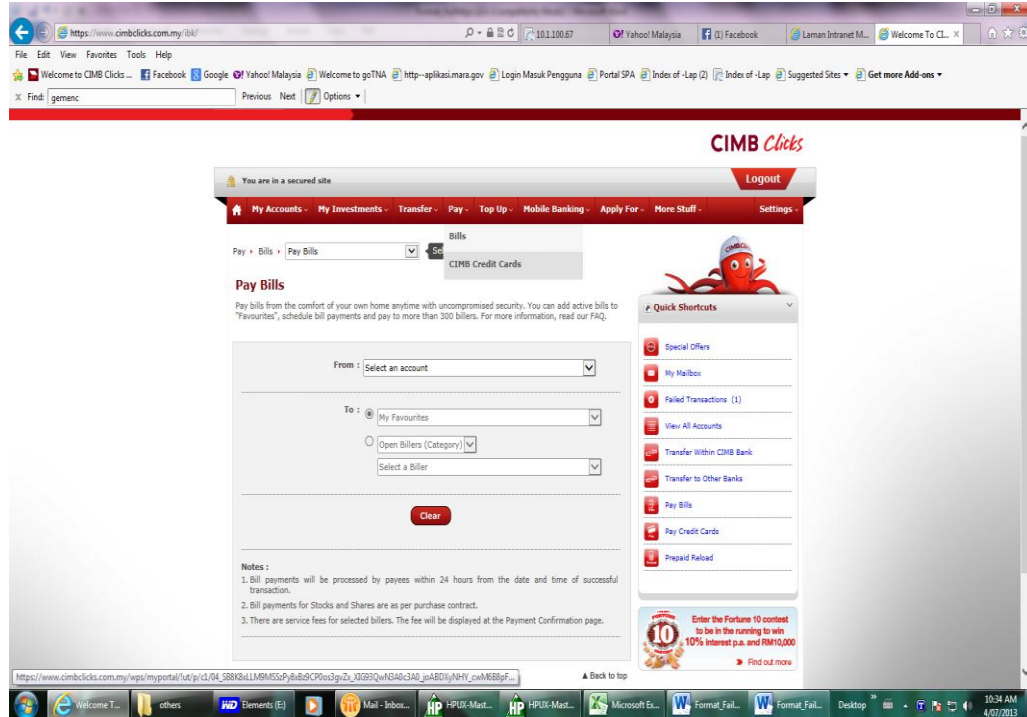 https://www.cimbclicks.com.my/ibk/
10.1.100.67
Yahoo! Malaysia
(1) Facebook
Laman Intranet M...
Welcome To CI...
File Edit View Favorites Tools Help
Welcome to CIMB Clicks ... Facebook Google Yahoo! Malaysia Welcome to goTNA http--aplikasi.mara.gov Login Masuk Pengguna Portal SPA Index of -Lap (2) Index of -Lap Suggested Sites Get more Add-ons
X Find: gemenc Previous Next Options
CIMB Clicks
You are in a secured site
Logout
My Accounts My Investments Transfer Pay Top Up Mobile Banking Apply For More Stuff Settings
Bills
CIMB Credit Cards
Pay Bills Pay Bills
Pay Bills
Pay bills from the comfort of your own home anytime with uncompromised security. You can add active bills to
"Favourites", schedule bill payments and pay to more than 300 billers. For more information, read our FAQ.
From : Select an account
To : My Favourites
Open Billers (Category)
Select a Biller
Clear
Notes :
1. Bill payments will be processed by payees within 24 hours from the date and time of successful
transaction.
2. Bill payments for Stocks and Shares are as per purchase contract.
3. There are service fees for selected billers. The fee will be displayed at the Payment Confirmation page.
Quick Shortcuts
Special Offers
My Mailbox
Failed Transactions (1)
View All Accounts
Transfer Within CIMB Bank
Transfer to Other Banks
Pay Bills
Pay Credit Cards
Prepaid Reload
Enter the Fortune 10 contest
to be in the running to win
10% interest p.a. and RM10,000
Find out more
Back to top
Welcome T...
others
Elements (E:)
Mail - Inbox...
HPUX-Mast...
HPUX-Mast...
Microsoft Ex...
Format_Fail...
Format_Fail...
Desktop
10:34 AM
4/07/2013